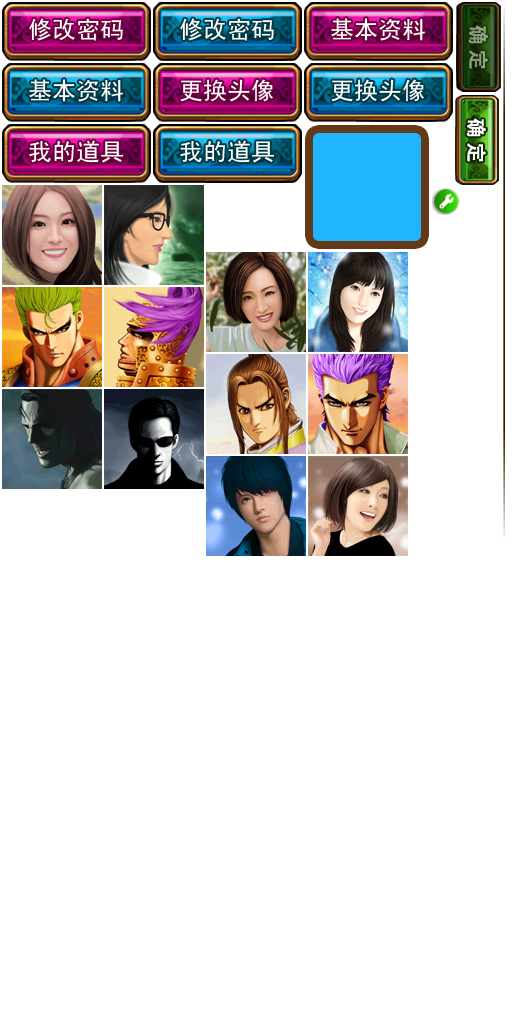 修改密码
修改密码
基本资料
确定
基本资料
更换头像
更换头像
确定
我的道具
我的道具